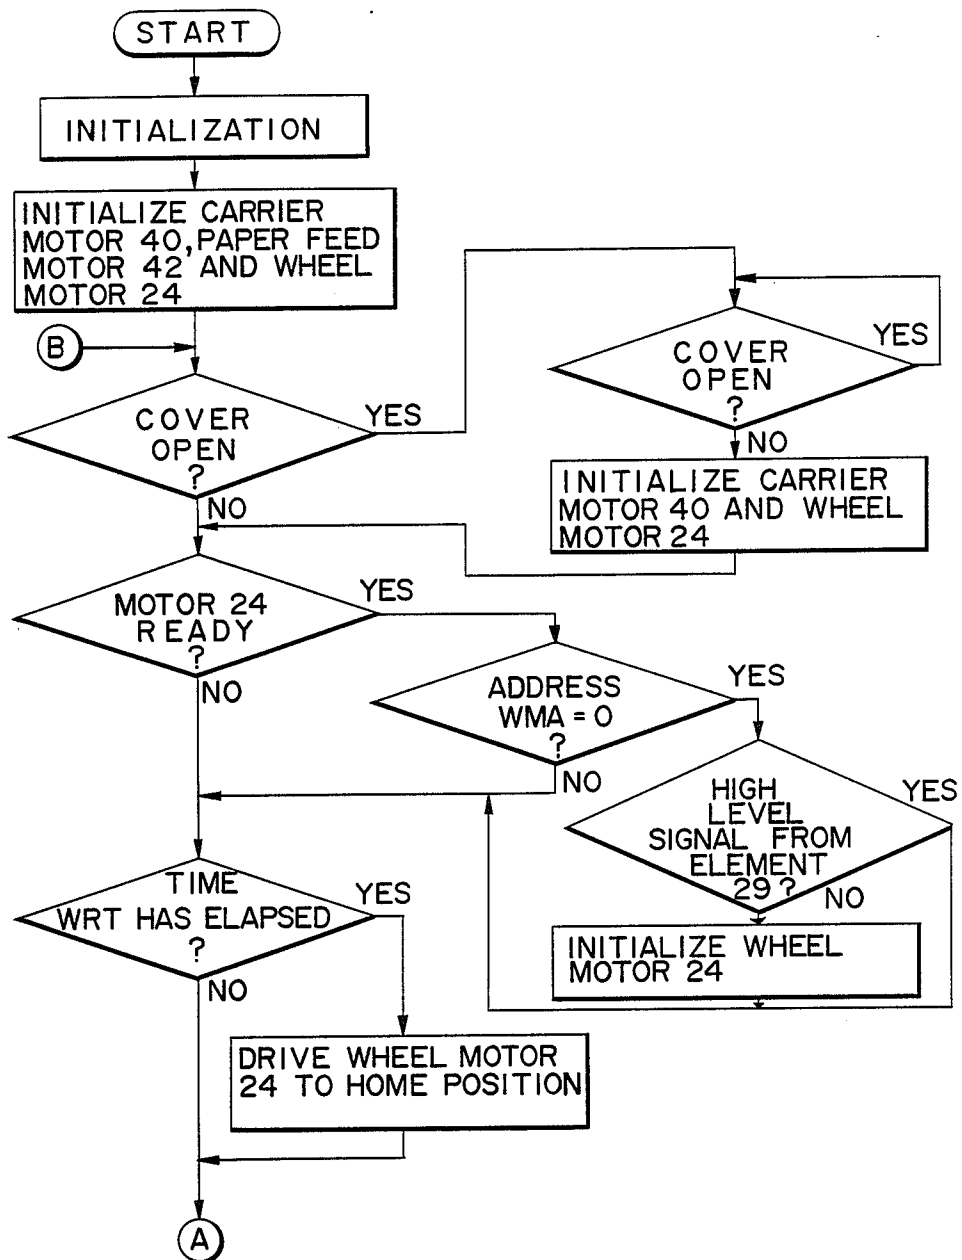 START
INITIALIZATION
INITIALIZE CARRIER
MOTOR 40, PAPER FEED
MOTOR 42 AND WHEEL
MOTOR 24
B
COVER
OPEN
?
YES
NO
COVER
OPEN
?
YES
NO
INITIALIZE CARRIER
MOTOR 40 AND WHEEL
MOTOR 24
MOTOR 24
READY
?
YES
NO
ADDRESS
WMA = 0
?
YES
NO
HIGH
LEVEL
SIGNAL FROM
ELEMENT
29 ?
YES
NO
INITIALIZE WHEEL
MOTOR 24
TIME
WRT HAS ELAPSED
?
YES
NO
DRIVE WHEEL MOTOR
24 TO HOME POSITION
A